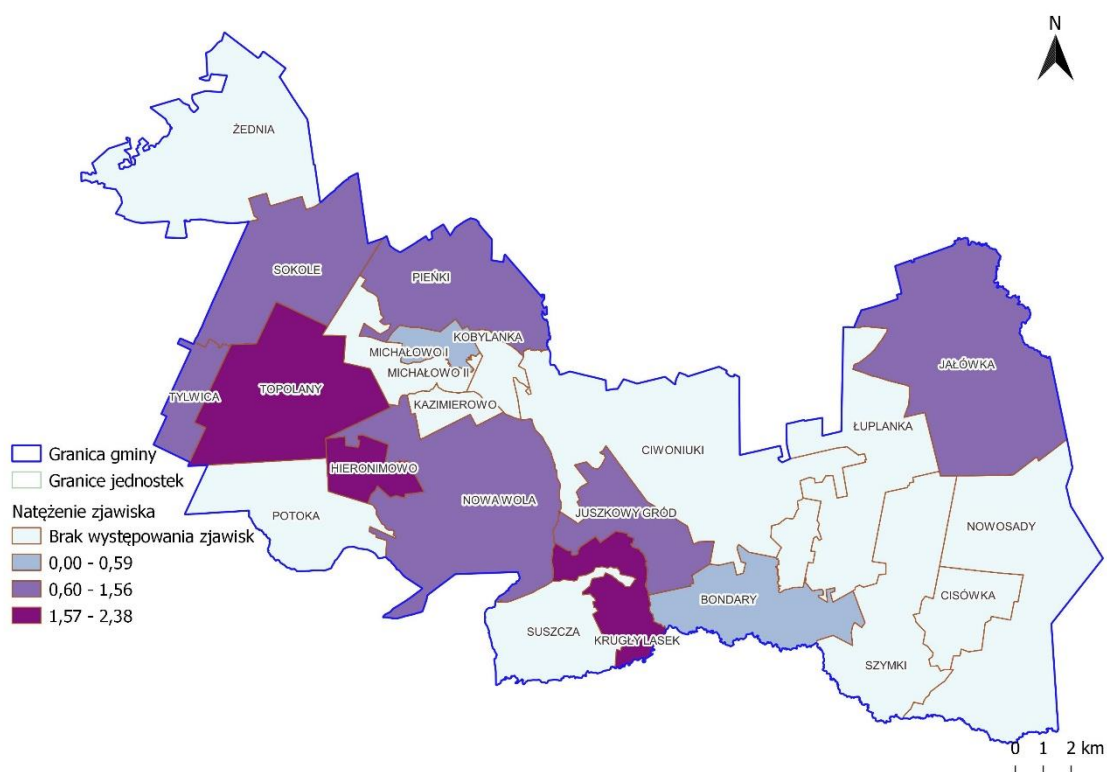 N
ŻEDNIA
SOKOLE
PIEŃKI
KOBYLANKA
MICHAŁOWO I
MICHAŁOWO II
JAŁÓWKA
TYLWICA
TOPOLANY
KAZIMIEROWO
ŁUPLANKA
CIWONIUKI
HIERONIMOWO
NOWA WOLA
JUSZKOWY GRÓD
POTOKA
NOWOSADY
CISÓWKA
BONDARY
SUSZCZA
KRUGŁY LASEK
SZYMKI
Granica gminy
Granice jednostek
Natężenie zjawiska
Brak występowania zjawisk
0,00 - 0,59
0,60 - 1,56
1,57 - 2,38
0 1 2 km